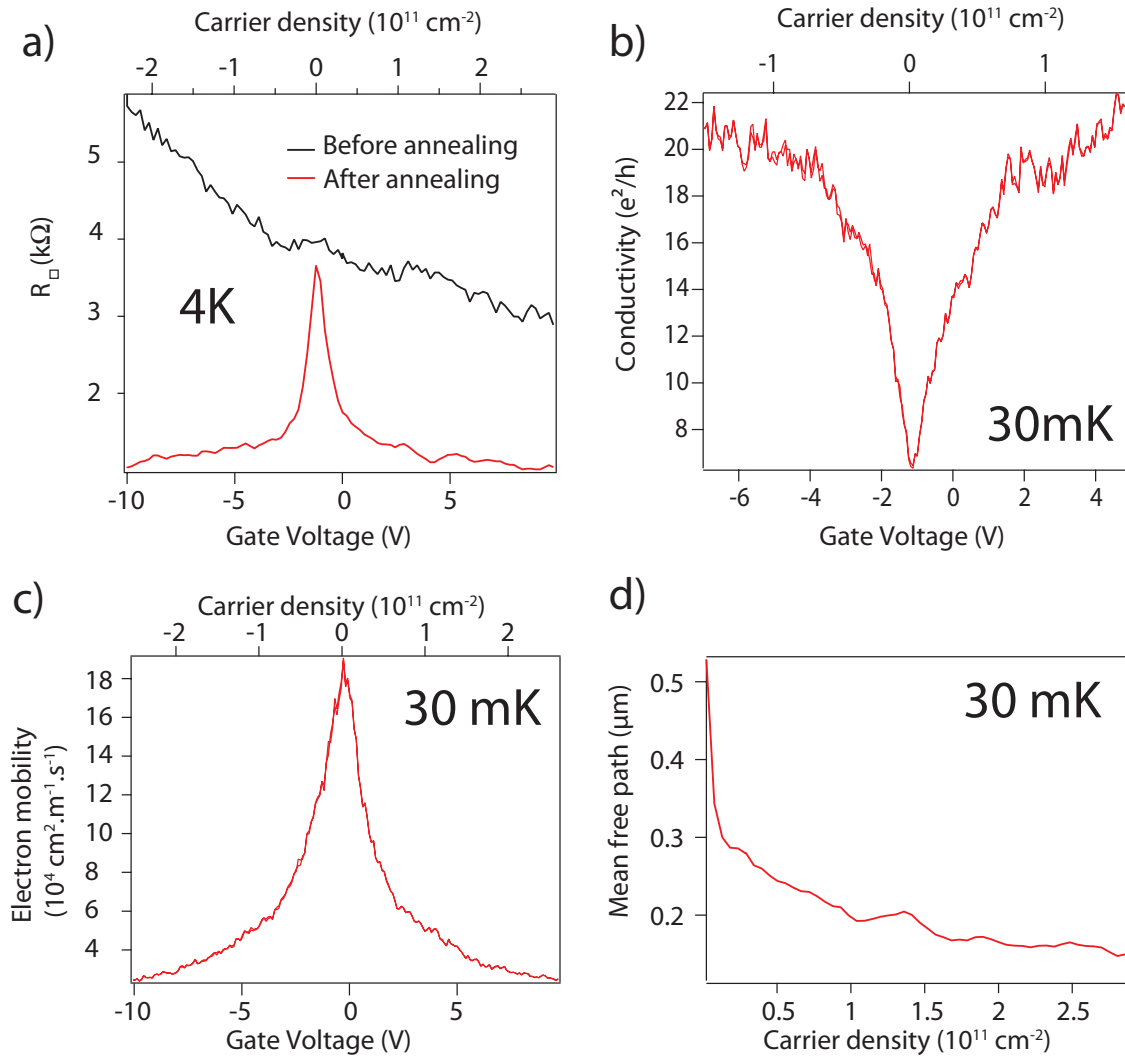 a)
Carrier density (10¹¹ cm⁻²)
-2 -1 0 1 2
5
4
3
2
R□ (kΩ)
Before annealing
After annealing
4K
-10 -5 0 5
Gate Voltage (V)
b)
Carrier density (10¹¹ cm⁻²)
-1 0 1
22
20
18
16
14
12
10
8
Conductivity (e²/h)
30mK
-6 -4 -2 0 2 4
Gate Voltage (V)
c)
Carrier density (10¹¹ cm⁻²)
-2 -1 0 1 2
18
16
14
12
10
8
6
4
Electron mobility
(10⁴ cm².m⁻¹.s⁻¹)
30 mK
-10 -5 0 5
Gate Voltage (V)
d)
0.5
0.4
0.3
0.2
Mean free path (μm)
30 mK
0.5 1 1.5 2 2.5
Carrier density (10¹¹ cm⁻²)